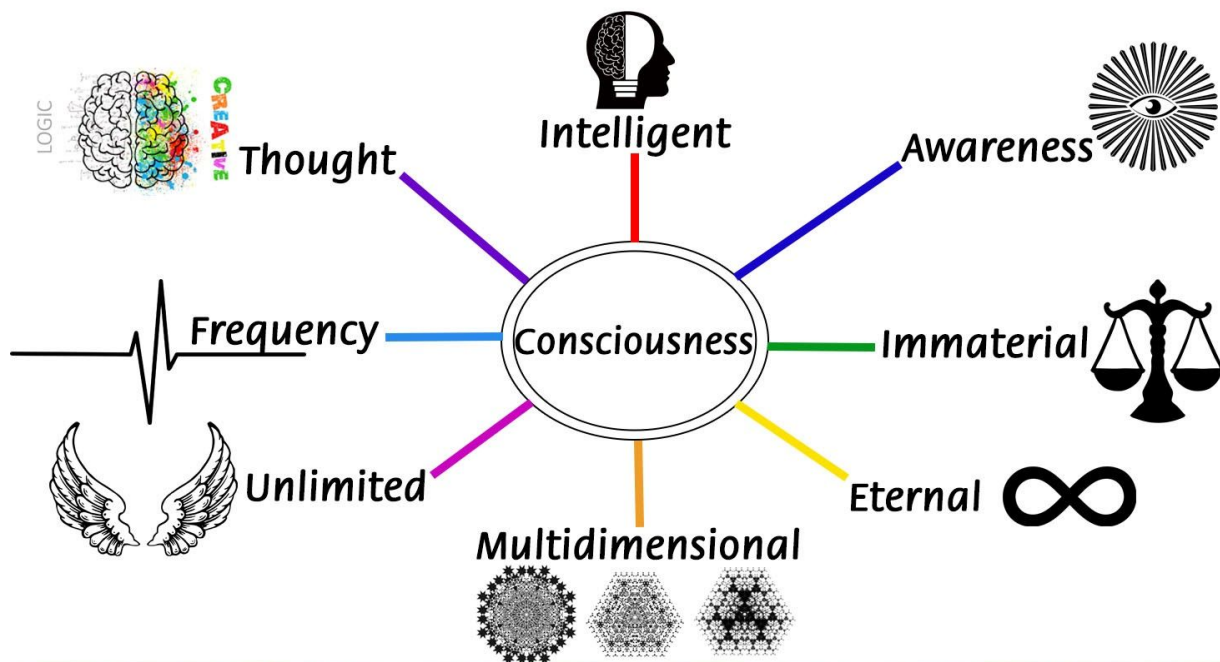 Intelligent
LOGIC
CREATIVE
Thought
Awareness
Frequency
Consciousness
Immaterial
Unlimited
Eternal
Multidimensional